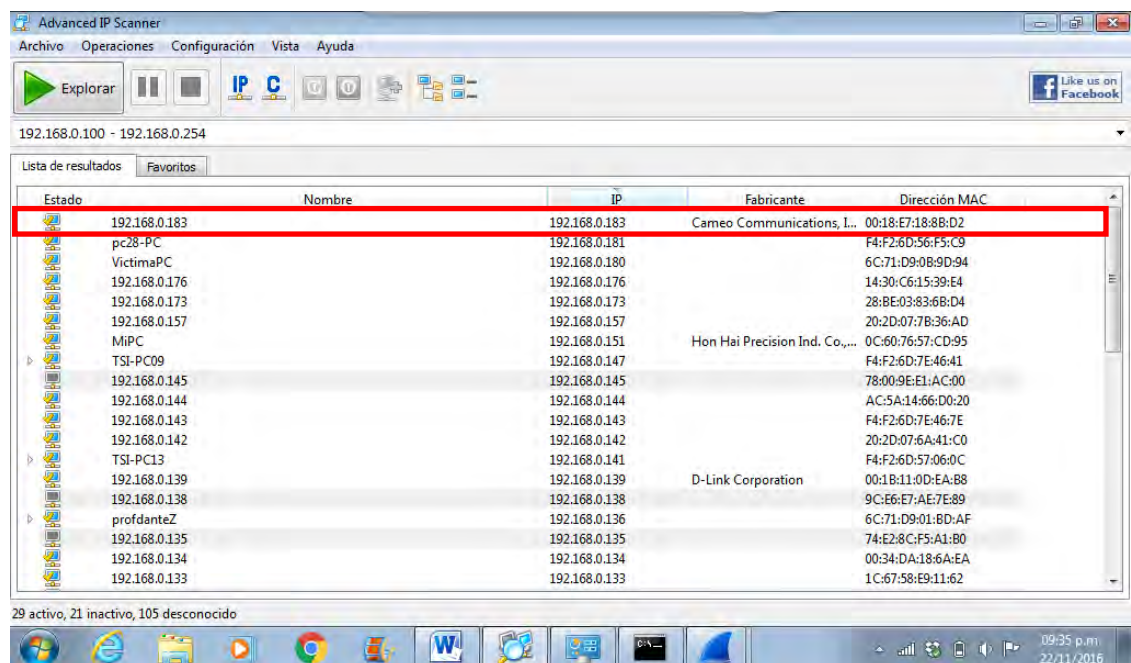 Advanced IP Scanner
Archivo Operaciones Configuración Vista Ayuda
Explorar IP C Like us on
Facebook
192.168.0.100 - 192.168.0.254
Lista de resultados Favoritos
Estado Nombre IP Fabricante Dirección MAC
192.168.0.183 192.168.0.183 Cameo Communications, I... 00:18:E7:18:8B:D2
pc28-PC 192.168.0.181 F4:F2:6D:56:F5:C9
VictimaPC 192.168.0.180 6C:71:D9:0B:9D:94
192.168.0.176 192.168.0.176 14:30:C6:15:39:E4
192.168.0.173 192.168.0.173 28:BE:03:83:6B:D4
192.168.0.157 192.168.0.157 20:2D:07:7B:36:AD
MiPC 192.168.0.151 Hon Hai Precision Ind. Co.,... 0C:60:76:57:CD:95
TSI-PC09 192.168.0.147 F4:F2:6D:7E:46:41
192.168.0.145 192.168.0.145 78:00:9E:E1:AC:00
192.168.0.144 192.168.0.144 AC:5A:14:66:D0:20
192.168.0.143 192.168.0.143 F4:F2:6D:7E:46:7E
192.168.0.142 192.168.0.142 20:2D:07:6A:41:C0
TSI-PC13 192.168.0.141 F4:F2:6D:57:06:0C
192.168.0.139 192.168.0.139 D-Link Corporation 00:1B:11:0D:EA:B8
192.168.0.138 192.168.0.138 9C:E6:E7:AE:7E:89
profdanteZ 192.168.0.136 6C:71:D9:01:BD:AF
192.168.0.135 192.168.0.135 74:E2:8C:F5:A1:B0
192.168.0.134 192.168.0.134 00:34:DA:18:6A:EA
192.168.0.133 192.168.0.133 1C:67:58:E9:11:62
29 activo, 21 inactivo, 105 desconocido
W C:\ 09:35 p.m.
22/11/2016